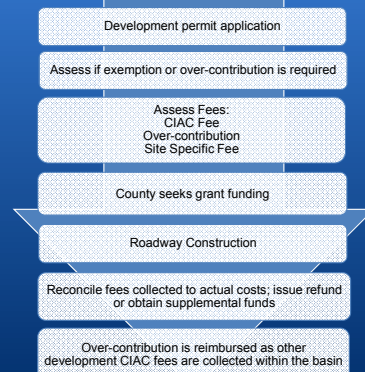 Development permit application
Assess if exemption or over-contribution is required
Assess Fees:
CIAC Fee
Over-contribution
Site Specific Fee
County seeks grant funding
Roadway Construction
Reconcile fees collected to actual costs; issue refund
or obtain supplemental funds
Over-contribution is reimbursed as other
development CIAC fees are collected within the basin